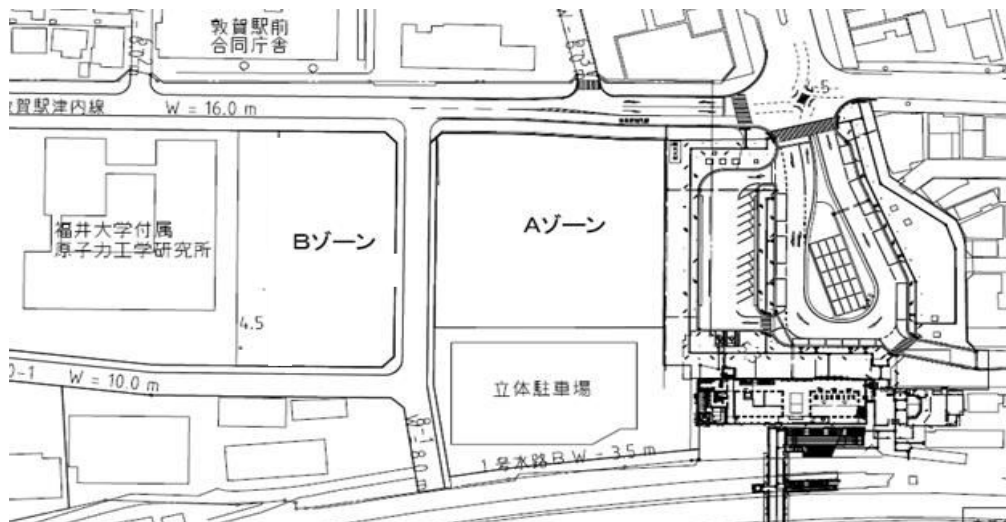 敦賀駅前
合同庁舎
賀駅津内線 W = 16.0 m
福井大学付属
原子力工学研究所
Bゾーン
Aゾーン
4.5
0-1 W = 10.0 m
立体駐車場
1号水路B W - 3.5 m